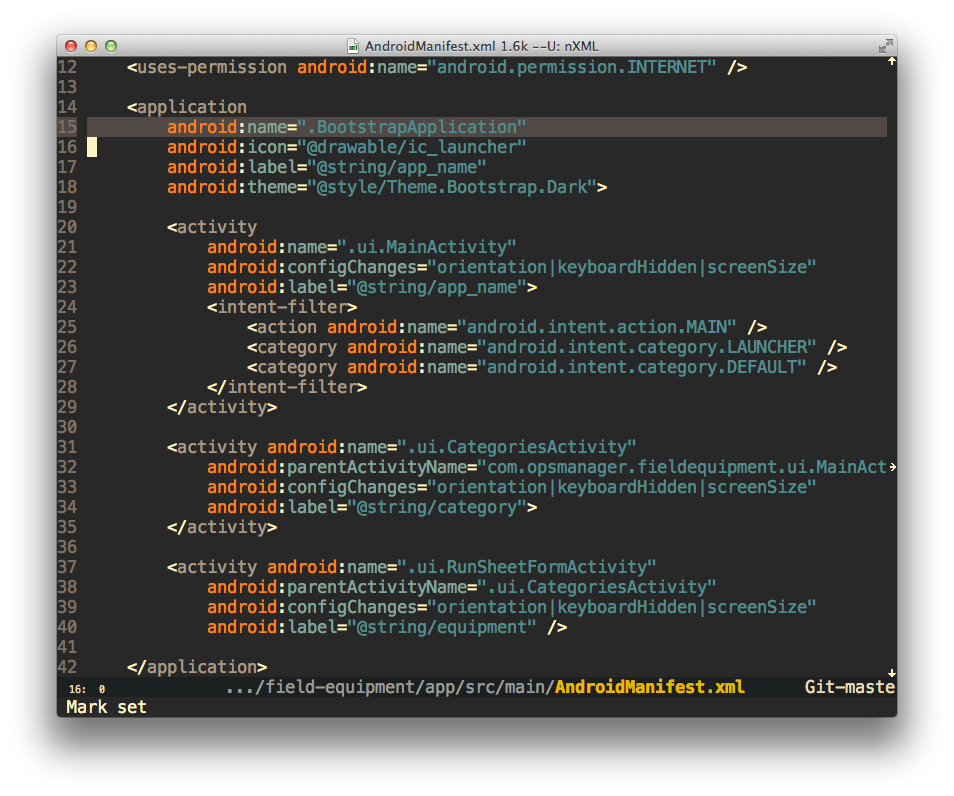 AndroidManifest.xml 1.6k --U: nXML
12     <uses-permission android:name="android.permission.INTERNET" />
13
14     <application
15         android:name=".BootstrapApplication"
16         android:icon="@drawable/ic_launcher"
17         android:label="@string/app_name"
18         android:theme="@style/Theme.Bootstrap.Dark">
19
20         <activity
21             android:name=".ui.MainActivity"
22             android:configChanges="orientation|keyboardHidden|screenSize"
23             android:label="@string/app_name">
24             <intent-filter>
25                 <action android:name="android.intent.action.MAIN" />
26                 <category android:name="android.intent.category.LAUNCHER" />
27                 <category android:name="android.intent.category.DEFAULT" />
28             </intent-filter>
29         </activity>
30
31         <activity android:name=".ui.CategoriesActivity"
32             android:parentActivityName="com.opsmanager.fieldequipment.ui.MainAct
33             android:configChanges="orientation|keyboardHidden|screenSize"
34             android:label="@string/category">
35         </activity>
36
37         <activity android:name=".ui.RunSheetFormActivity"
38             android:parentActivityName=".ui.CategoriesActivity"
39             android:configChanges="orientation|keyboardHidden|screenSize"
40             android:label="@string/equipment" />
41
42     </application>
16: 0 .../field-equipment/app/src/main/AndroidManifest.xml Git-maste
Mark set